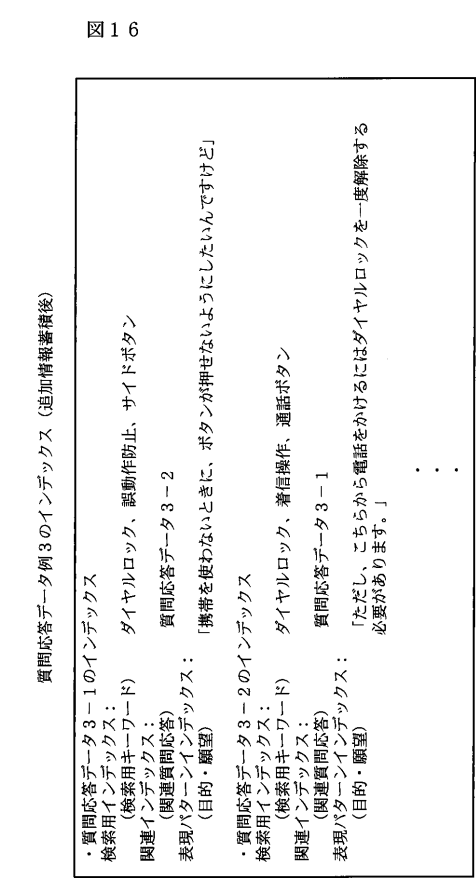 図16
質問応答データ例3のインデックス（追加情報蓄積後）
・質問応答データ3－1のインデックス
検索用インデックス：
（検索用キーワード） ダイヤルロック、誤動作防止、サイドボタン
関連インデックス：
（関連質問応答） 質問応答データ3－2
表現パターンインデックス：
（目的・願望） 「携帯を使わないときに、ボタンが押せないようにしたいんですけど」
・質問応答データ3－2のインデックス
検索用インデックス：
（検索用キーワード） ダイヤルロック、着信操作、通話ボタン
関連インデックス：
（関連質問応答） 質問応答データ3－1
表現パターンインデックス：
（目的・願望） 「ただし、こちらから電話をかけるにはダイヤルロックを一度解除する
必要があります。」
・・・